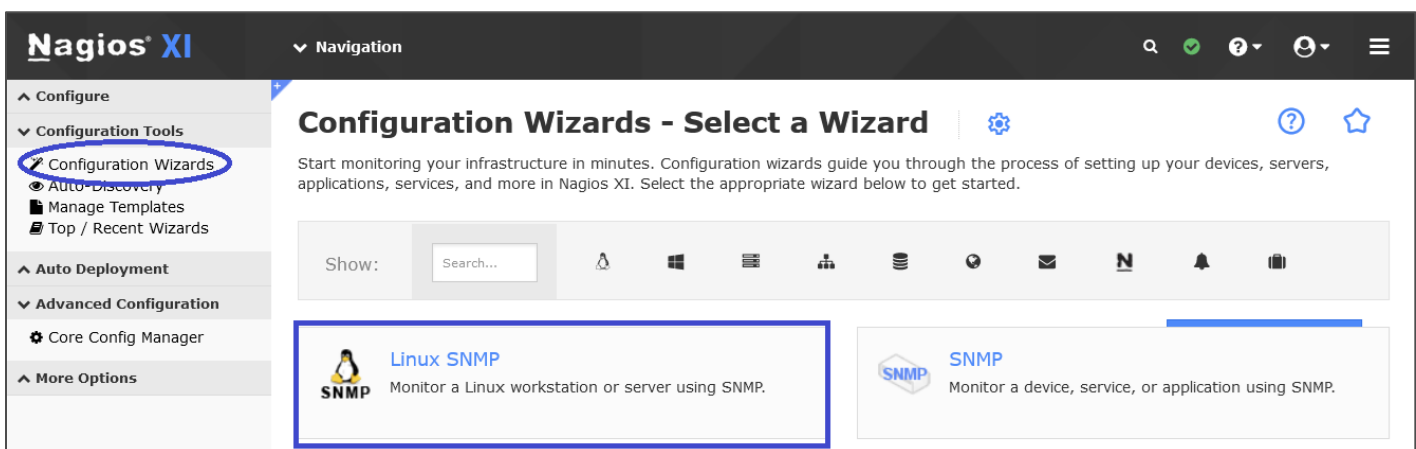 Nagios® XI
Navigation
Configure
Configuration Tools
Configuration Wizards
Auto-Discovery
Manage Templates
Top / Recent Wizards
Auto Deployment
Advanced Configuration
Core Config Manager
More Options
Configuration Wizards - Select a Wizard
Start monitoring your infrastructure in minutes. Configuration wizards guide you through the process of setting up your devices, servers,
applications, services, and more in Nagios XI. Select the appropriate wizard below to get started.
Show:
Search...
N
SNMP
Linux SNMP
Monitor a Linux workstation or server using SNMP.
SNMP
SNMP
Monitor a device, service, or application using SNMP.